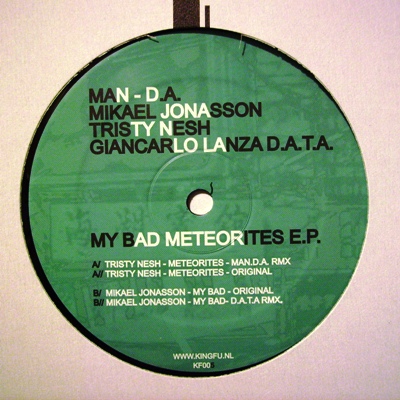 MAN - D.A.
MIKAEL JONASSON
TRISTY NESH
GIANCARLO LANZA D.A.T.A.
MY BAD METEORITES E.P.
A/ TRISTY NESH - METEORITES - MAN.D.A. RMX
A// TRISTY NESH - METEORITES - ORIGINAL
B/ MIKAEL JONASSON - MY BAD - ORIGINAL
B// MIKAEL JONASSON - MY BAD- D.A.T.A RMX.
WWW.KINGFU.NL